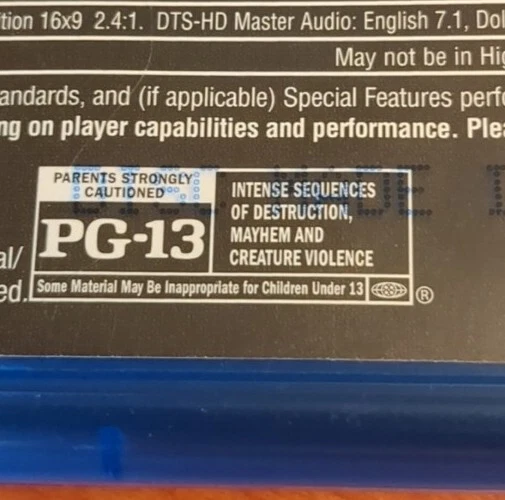 tion 16x9 2.4:1. DTS-HD Master Audio: English 7.1, Dol
May not be in Hig
andards, and (if applicable) Special Features perfo
ng on player capabilities and performance. Plea
PARENTS STRONGLY CAUTIONED
PG-13
INTENSE SEQUENCES
OF DESTRUCTION,
MAYHEM AND
CREATURE VIOLENCE
al/
ed.
Some Material May Be Inappropriate for Children Under 13
®